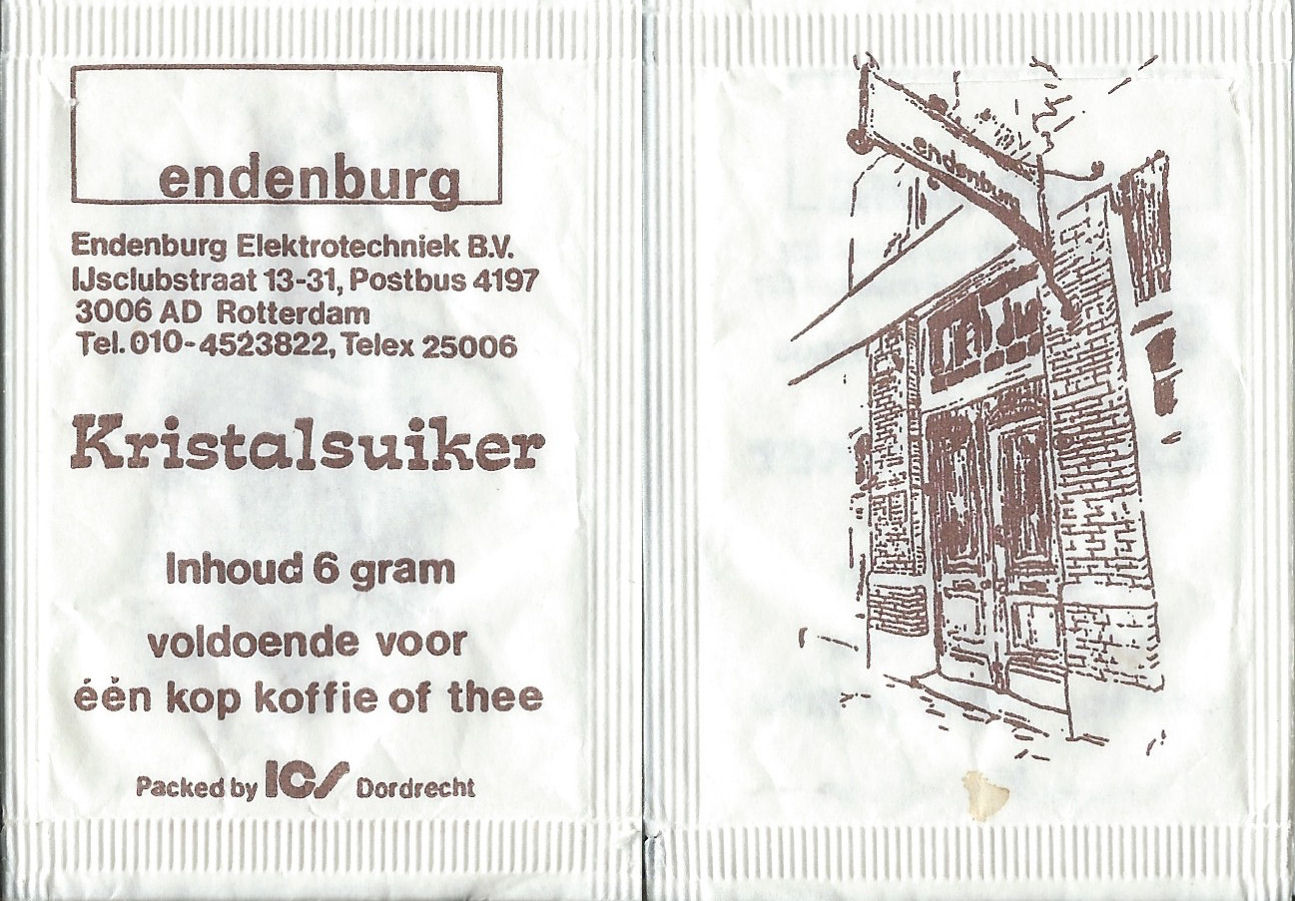 endenburg
Endenburg Elektrotechniek B.V.
IJsclubstraat 13-31, Postbus 4197
3006 AD Rotterdam
Tel. 010-4523822, Telex 25006
Kristalsuiker
Inhoud 6 gram
voldoende voor
één kop koffie of thee
Packed by ICS Dordrecht
endenburg